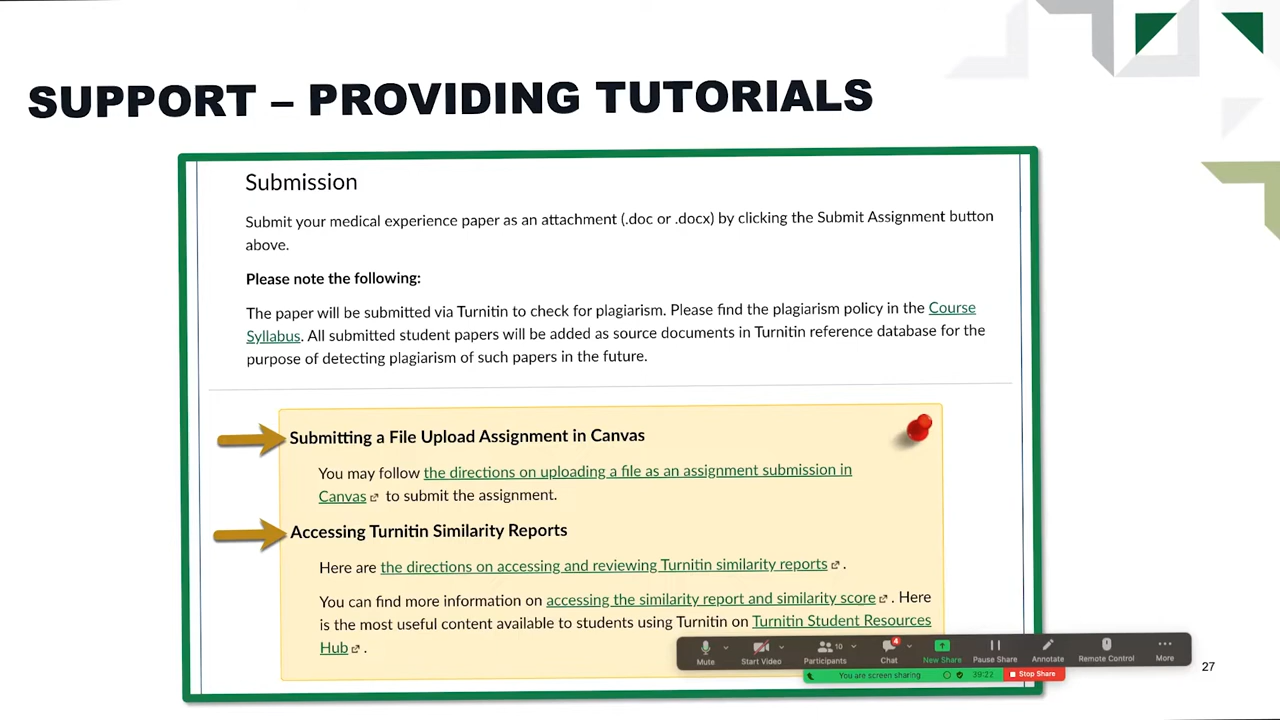 SUPPORT – PROVIDING TUTORIALS
Submission
Submit your medical experience paper as an attachment (.doc or .docx) by clicking the Submit Assignment button
above.
Please note the following:
The paper will be submitted via Turnitin to check for plagiarism. Please find the plagiarism policy in the Course
Syllabus. All submitted student papers will be added as source documents in Turnitin reference database for the
purpose of detecting plagiarism of such papers in the future.
Submitting a File Upload Assignment in Canvas
You may follow the directions on uploading a file as an assignment submission in
Canvas to submit the assignment.
Accessing Turnitin Similarity Reports
Here are the directions on accessing and reviewing Turnitin similarity reports .
You can find more information on accessing the similarity report and similarity score . Here
is the most useful content available to students using Turnitin on Turnitin Student Resources
Hub .
4
10
Mute Start Video Participants Chat New Share Pause Share Annotate Remote Control More
You are screen sharing 39:22 Stop Share
27